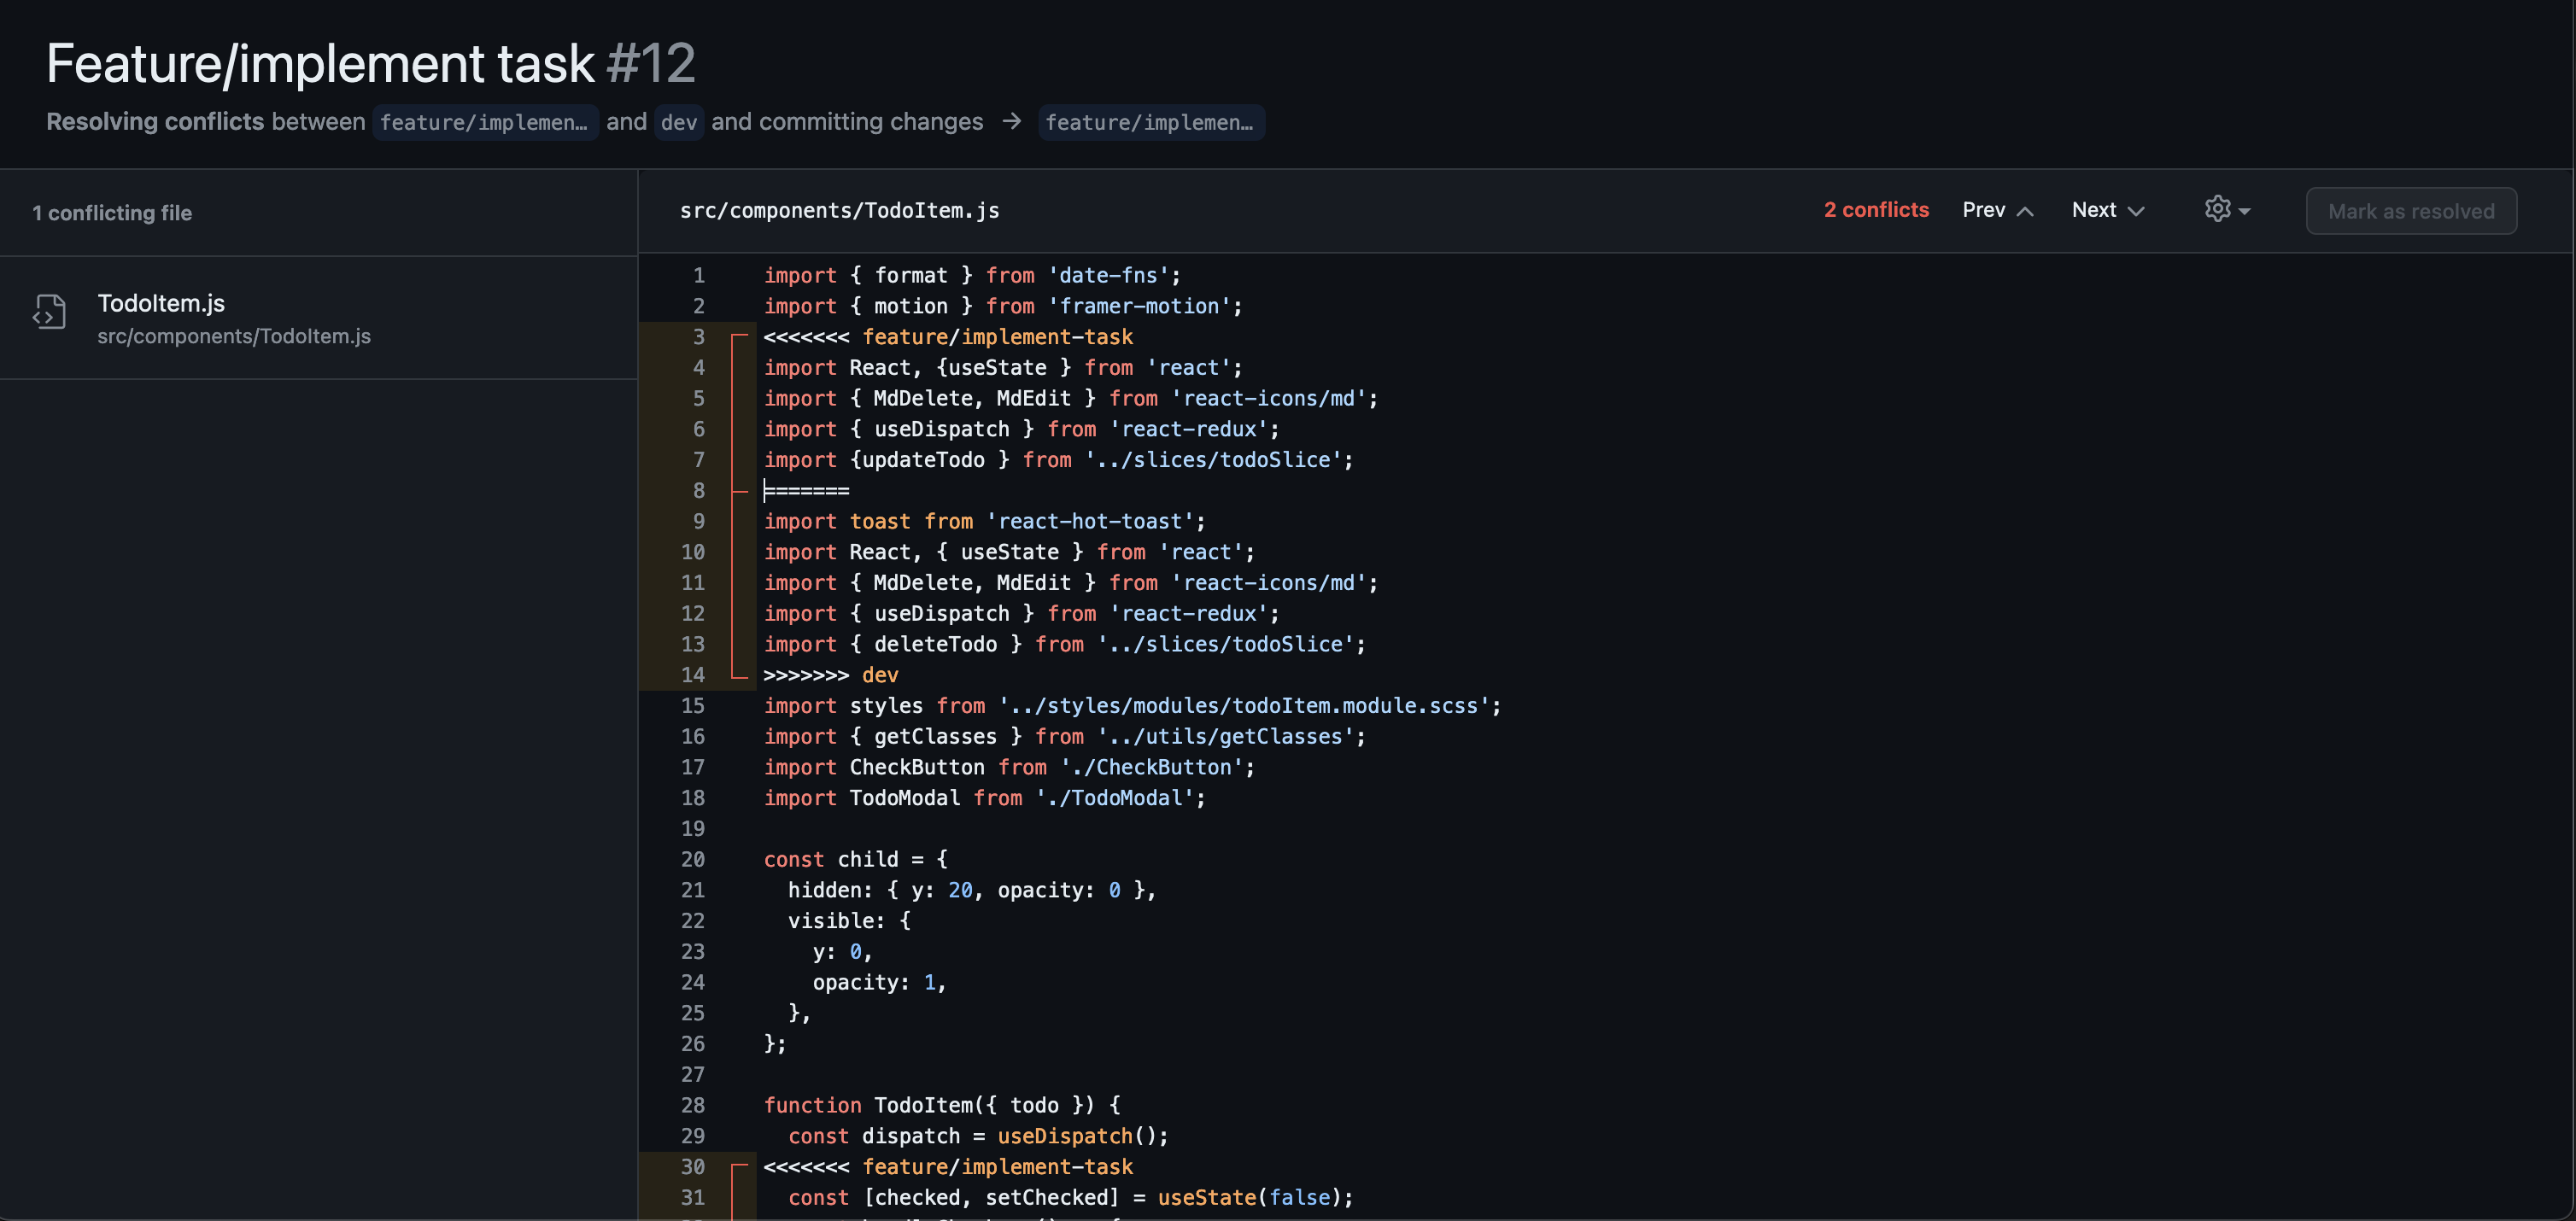 Feature/implement task #12
Resolving conflicts between feature/implemen… and dev and committing changes → feature/implemen…
1 conflicting file
TodoItem.js
src/components/TodoItem.js
src/components/TodoItem.js
2 conflicts Prev Next Mark as resolved
1 import { format } from 'date-fns';
2 import { motion } from 'framer-motion';
3 <<<<<<< feature/implement-task
4 import React, {useState } from 'react';
5 import { MdDelete, MdEdit } from 'react-icons/md';
6 import { useDispatch } from 'react-redux';
7 import {updateTodo } from '../slices/todoSlice';
8 =======
9 import toast from 'react-hot-toast';
10 import React, { useState } from 'react';
11 import { MdDelete, MdEdit } from 'react-icons/md';
12 import { useDispatch } from 'react-redux';
13 import { deleteTodo } from '../slices/todoSlice';
14 >>>>>>> dev
15 import styles from '../styles/modules/todoItem.module.scss';
16 import { getClasses } from '../utils/getClasses';
17 import CheckButton from './CheckButton';
18 import TodoModal from './TodoModal';
19
20 const child = {
21   hidden: { y: 20, opacity: 0 },
22   visible: {
23     y: 0,
24     opacity: 1,
25   },
26 };
27
28 function TodoItem({ todo }) {
29   const dispatch = useDispatch();
30 <<<<<<< feature/implement-task
31   const [checked, setChecked] = useState(false);